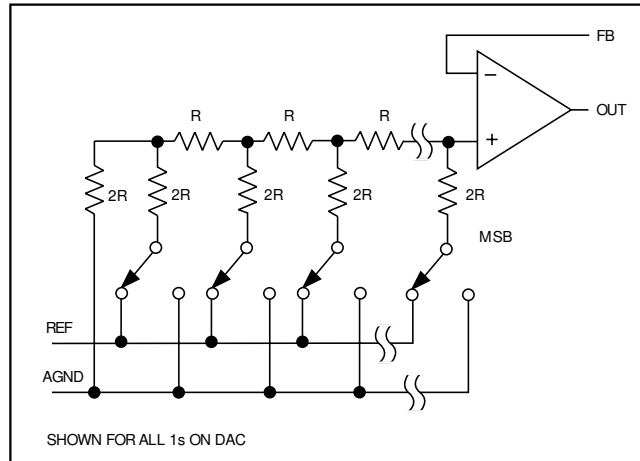 FB
OUT
R R R
2R 2R 2R 2R 2R
MSB
REF
AGND
SHOWN FOR ALL 1s ON DAC